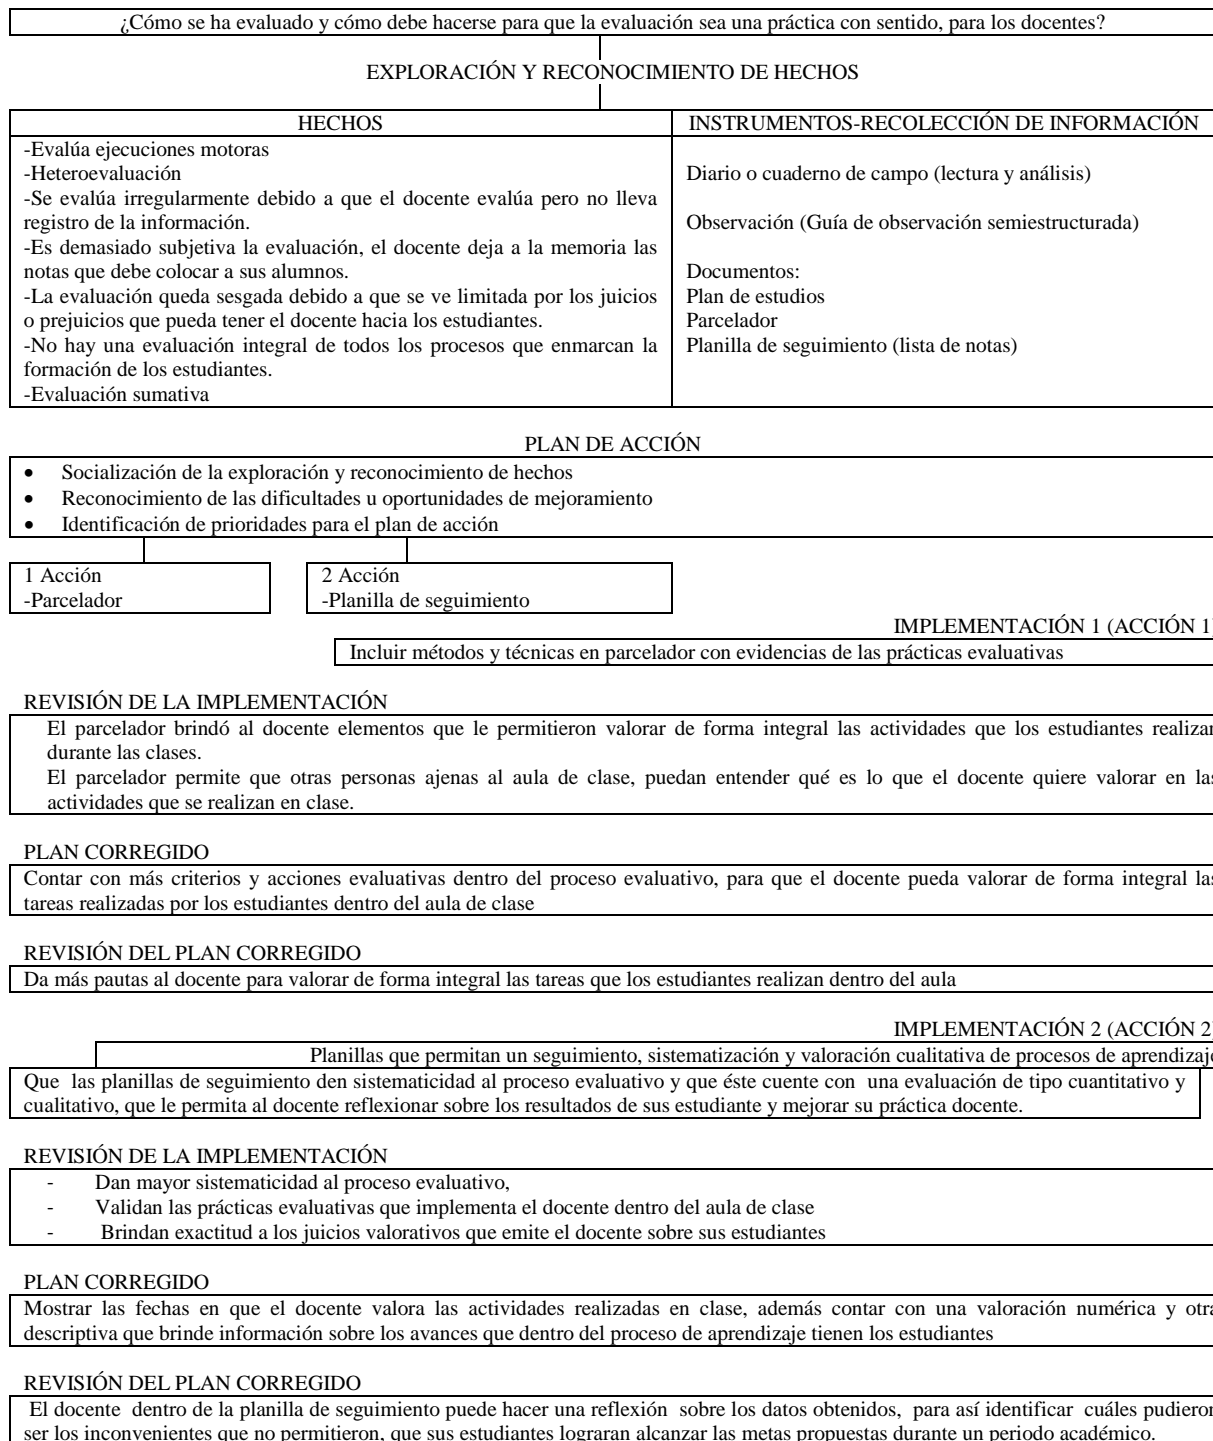 ¿Cómo se ha evaluado y cómo debe hacerse para que la evaluación sea una práctica con sentido, para los docentes?
EXPLORACIÓN Y RECONOCIMIENTO DE HECHOS
HECHOS
-Evalúa ejecuciones motoras
-Heteroevaluación
-Se evalúa irregularmente debido a que el docente evalúa pero no lleva
registro de la información.
-Es demasiado subjetiva la evaluación, el docente deja a la memoria las
notas que debe colocar a sus alumnos.
-La evaluación queda sesgada debido a que se ve limitada por los juicios
o prejuicios que pueda tener el docente hacia los estudiantes.
-No hay una evaluación integral de todos los procesos que enmarcan la
formación de los estudiantes.
-Evaluación sumativa
INSTRUMENTOS-RECOLECCIÓN DE INFORMACIÓN
Diario o cuaderno de campo (lectura y análisis)
Observación (Guía de observación semiestructurada)
Documentos:
Plan de estudios
Parcelador
Planilla de seguimiento (lista de notas)
PLAN DE ACCIÓN
• Socialización de la exploración y reconocimiento de hechos
• Reconocimiento de las dificultades u oportunidades de mejoramiento
• Identificación de prioridades para el plan de acción
1 Acción
-Parcelador
2 Acción
-Planilla de seguimiento
IMPLEMENTACIÓN 1 (ACCIÓN 1)
Incluir métodos y técnicas en parcelador con evidencias de las prácticas evaluativas
REVISIÓN DE LA IMPLEMENTACIÓN
El parcelador brindó al docente elementos que le permitieron valorar de forma integral las actividades que los estudiantes realizan
durante las clases.
El parcelador permite que otras personas ajenas al aula de clase, puedan entender qué es lo que el docente quiere valorar en las
actividades que se realizan en clase.
PLAN CORREGIDO
Contar con más criterios y acciones evaluativas dentro del proceso evaluativo, para que el docente pueda valorar de forma integral las
tareas realizadas por los estudiantes dentro del aula de clase
REVISIÓN DEL PLAN CORREGIDO
Da más pautas al docente para valorar de forma integral las tareas que los estudiantes realizan dentro del aula
IMPLEMENTACIÓN 2 (ACCIÓN 2)
Planillas que permitan un seguimiento, sistematización y valoración cualitativa de procesos de aprendizaje
Que las planillas de seguimiento den sistematicidad al proceso evaluativo y que éste cuente con una evaluación de tipo cuantitativo y
cualitativo, que le permita al docente reflexionar sobre los resultados de sus estudiante y mejorar su práctica docente.
REVISIÓN DE LA IMPLEMENTACIÓN
- Dan mayor sistematicidad al proceso evaluativo,
- Validan las prácticas evaluativas que implementa el docente dentro del aula de clase
- Brindan exactitud a los juicios valorativos que emite el docente sobre sus estudiantes
PLAN CORREGIDO
Mostrar las fechas en que el docente valora las actividades realizadas en clase, además contar con una valoración numérica y otra
descriptiva que brinde información sobre los avances que dentro del proceso de aprendizaje tienen los estudiantes
REVISIÓN DEL PLAN CORREGIDO
El docente dentro de la planilla de seguimiento puede hacer una reflexión sobre los datos obtenidos, para así identificar cuáles pudieron
ser los inconvenientes que no permitieron, que sus estudiantes lograran alcanzar las metas propuestas durante un periodo académico.